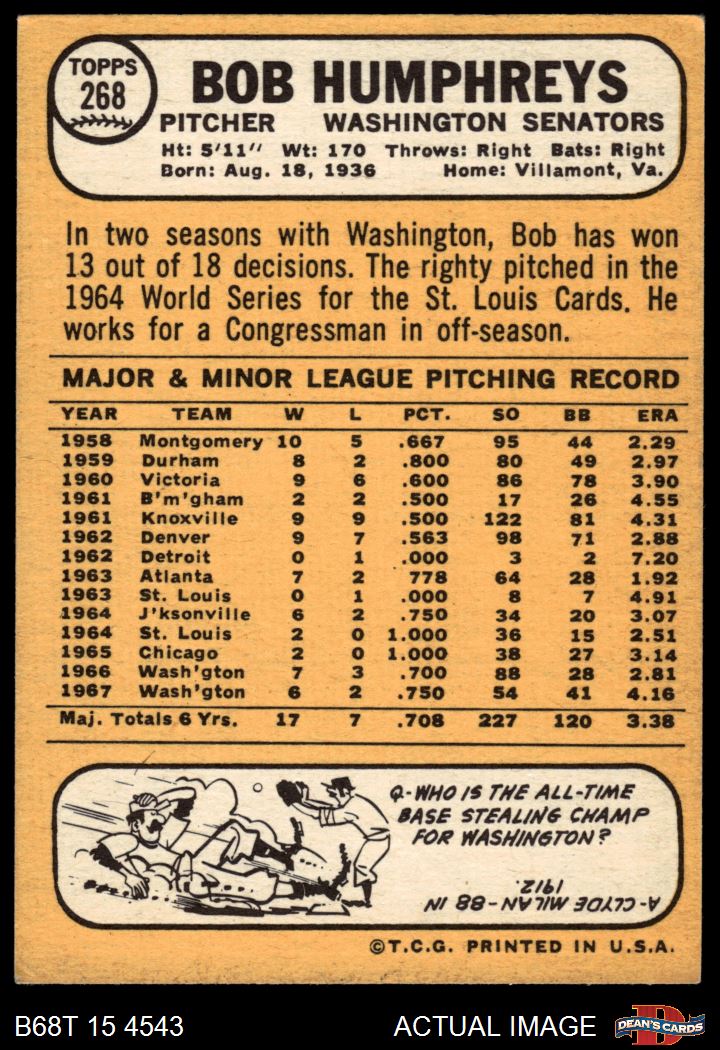 TOPPS
268
BOB HUMPHREYS
PITCHER WASHINGTON SENATORS
Ht: 5'11" Wt: 170 Throws: Right Bats: Right
Born: Aug. 18, 1936 Home: Villamont, Va.
In two seasons with Washington, Bob has won
13 out of 18 decisions. The righty pitched in the
1964 World Series for the St. Louis Cards. He
works for a Congressman in off-season.
MAJOR & MINOR LEAGUE PITCHING RECORD
YEAR TEAM W L PCT. SO BB ERA
1958 Montgomery 10 5 .667 95 44 2.29
1959 Durham 8 2 .800 80 49 2.97
1960 Victoria 9 6 .600 86 78 3.90
1961 B'm'gham 2 2 .500 17 26 4.55
1961 Knoxville 9 9 .500 122 81 4.31
1962 Denver 9 7 .563 98 71 2.88
1962 Detroit 0 1 .000 3 2 7.20
1963 Atlanta 7 2 778 64 28 1.92
1963 St. Louis 0 1 .000 8 7 4.91
1964 J'ksonville 6 2 .750 34 20 3.07
1964 St. Louis 2 0 1.000 36 15 2.51
1965 Chicago 2 0 1.000 38 27 3.14
1966 Wash'gton 7 3 .700 88 28 2.81
1967 Wash'gton 6 2 .750 54 41 4.16
Maj. Totals 6 Yrs. 17 7 .708 227 120 3.38
Q-WHO IS THE ALL-TIME
BASE STEALING CHAMP
FOR WASHINGTON?
A-CLYDE MILAN-88 IN
1912.
©T.C.G. PRINTED IN U.S.A.
B68T 15 4543 ACTUAL IMAGE
D
DEAN'S CARDS